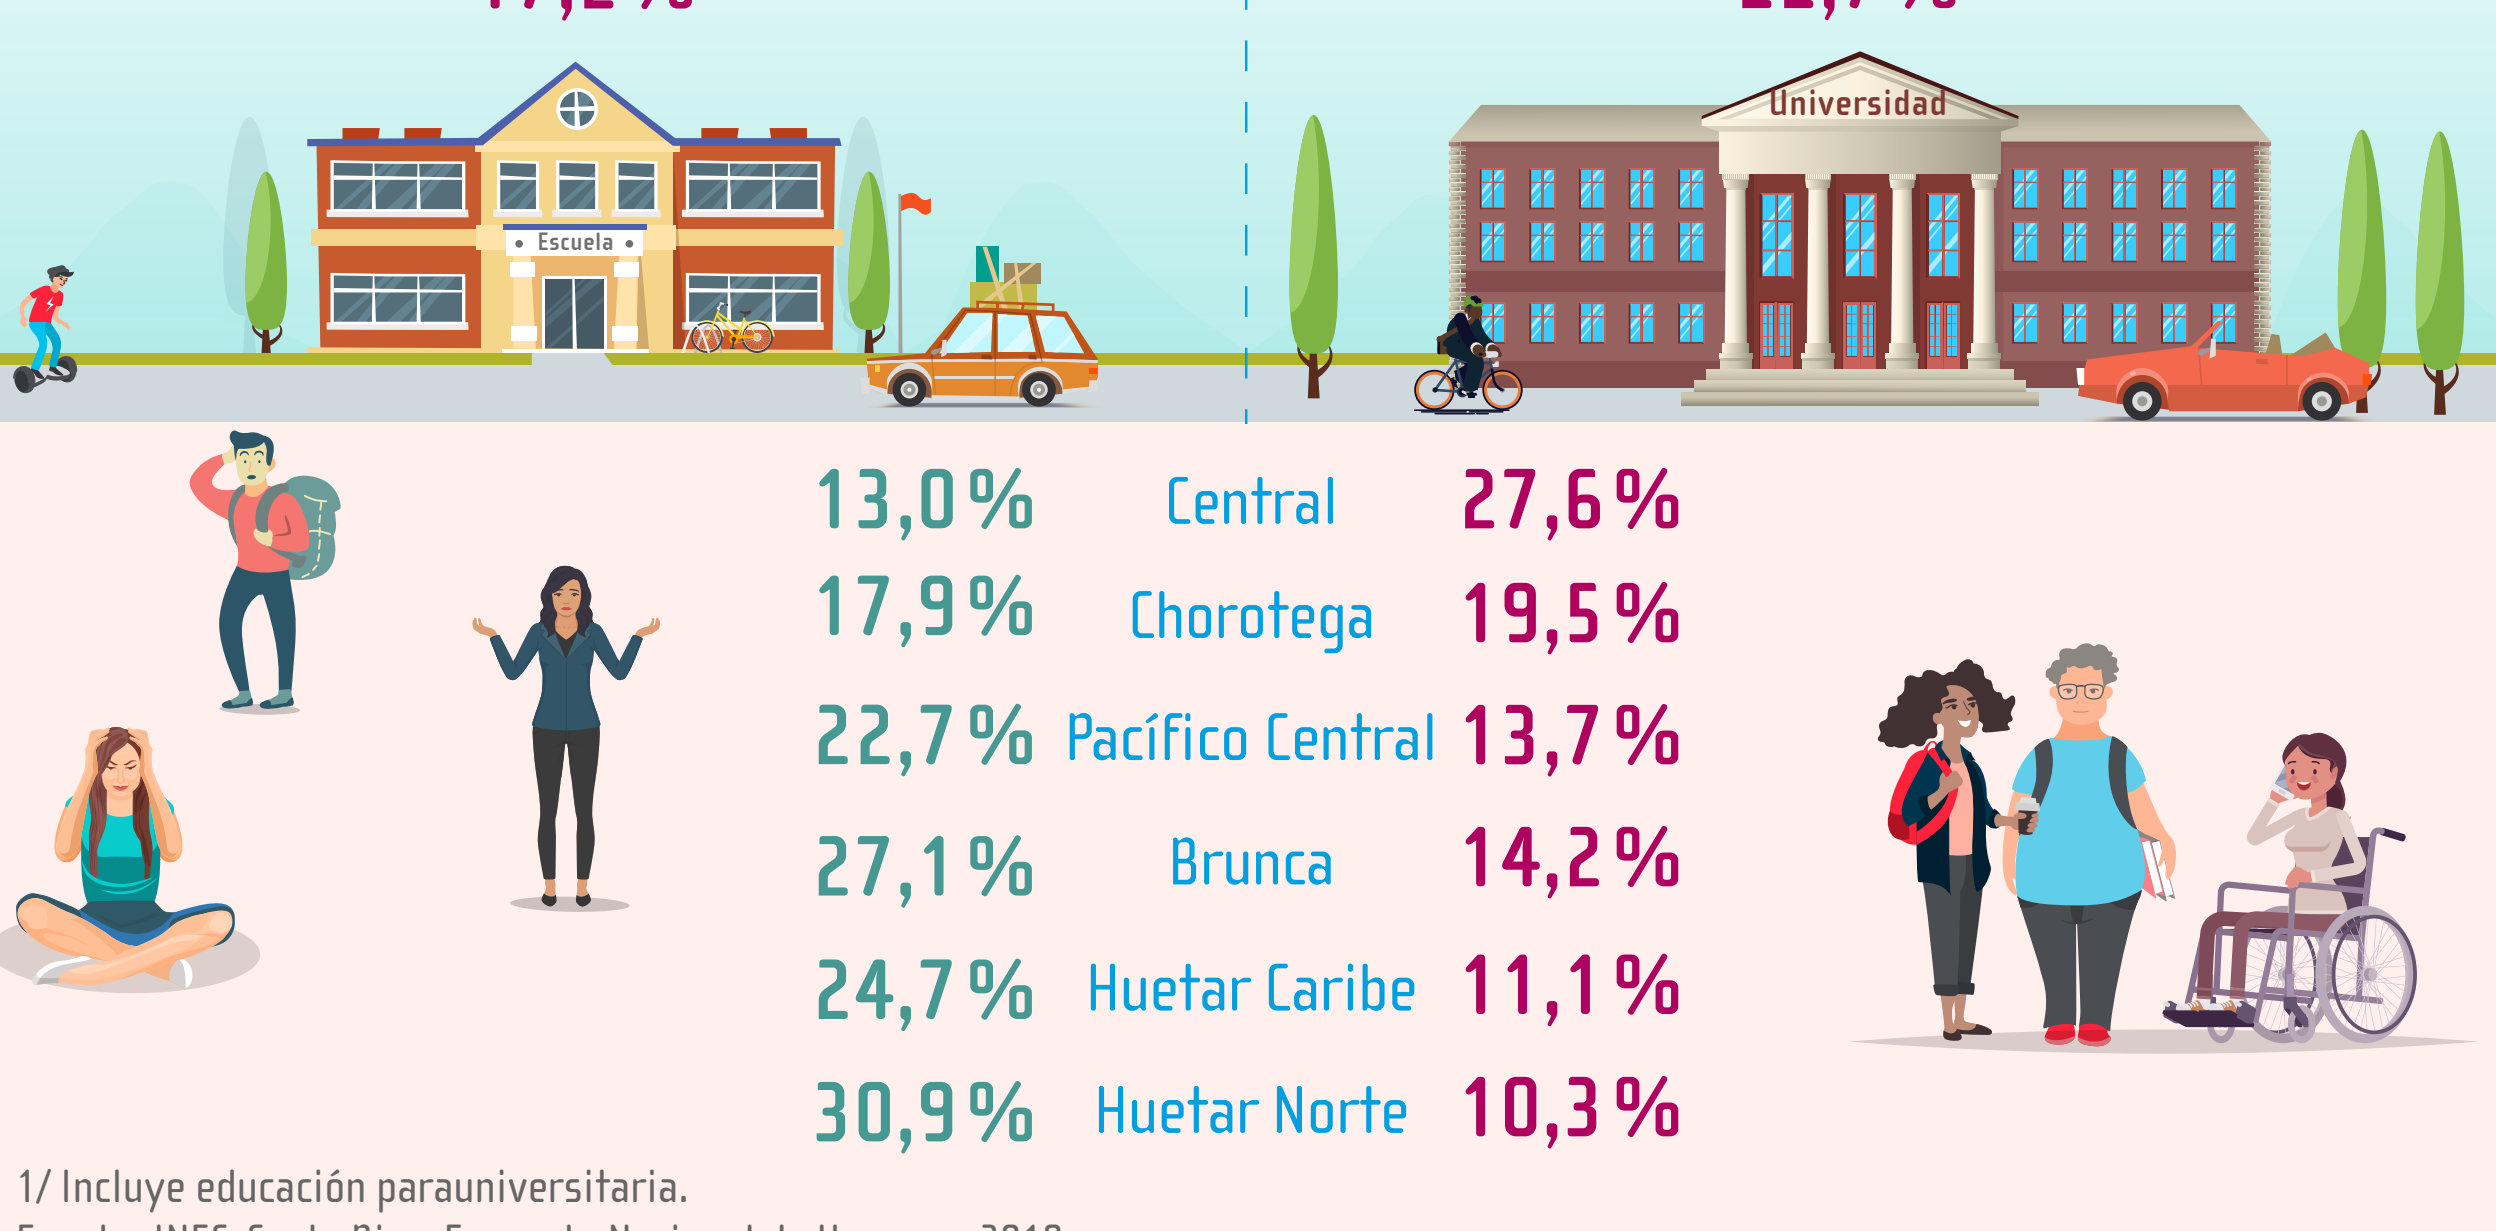 Universidad
• Escuela •
13,0% Central 27,6%
17,9% Chorotega 19,5%
22,7% Pacífico Central 13,7%
27,1% Brunca 14,2%
24,7% Huetar Caribe 11,1%
30,9% Huetar Norte 10,3%
1/ Incluye educación parauniversitaria.